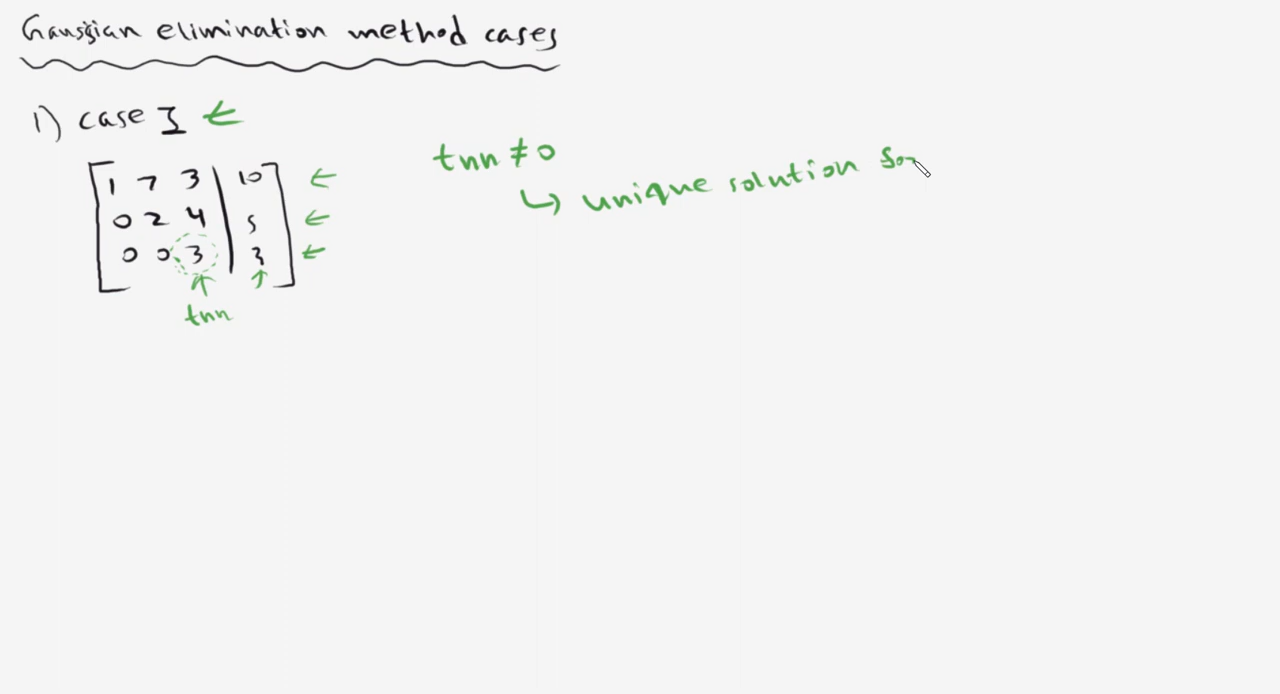 Gaussian elimination method cases
1) case I ←
1 7 3 | 10 ←
0 2 4 | 5 ←
0 0 3 | 3 ←
↑ ↑
tnn
tnn ≠ 0
↳ unique solution